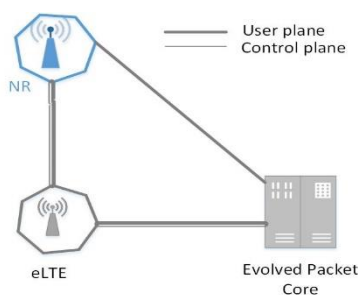 User plane
Control plane
NR
eLTE
Evolved Packet
Core